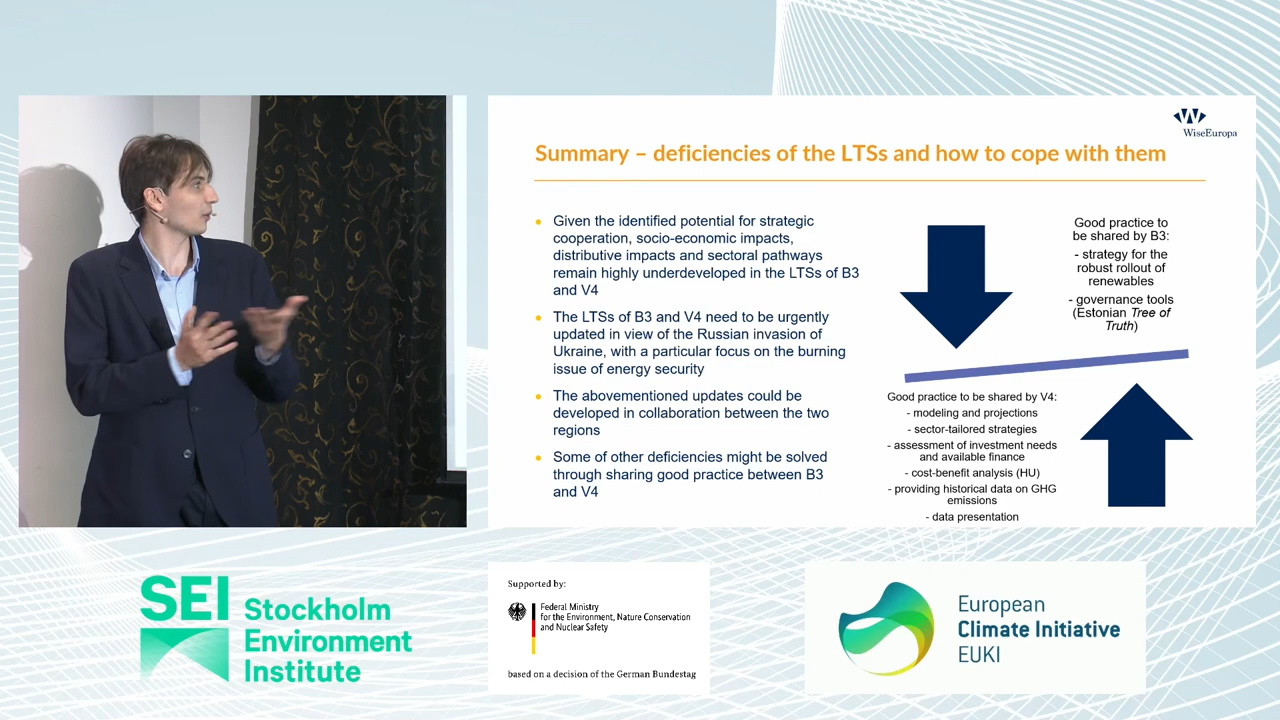 WiseEuropa
Summary – deficiencies of the LTSs and how to cope with them
Given the identified potential for strategic
cooperation, socio-economic impacts,
distributive impacts and sectoral pathways
remain highly underdeveloped in the LTSs of B3
and V4
The LTSs of B3 and V4 need to be urgently
updated in view of the Russian invasion of
Ukraine, with a particular focus on the burning
issue of energy security
The abovementioned updates could be
developed in collaboration between the two
regions
Some of other deficiencies might be solved
through sharing good practice between B3
and V4
Good practice to
be shared by B3:
- strategy for the
robust rollout of
renewables
- governance tools
(Estonian Tree of
Truth)
Good practice to be shared by V4:
- modeling and projections
- sector-tailored strategies
- assessment of investment needs
and available finance
- cost-benefit analysis (HU)
- providing historical data on GHG
emissions
- data presentation
SEI Stockholm
Environment
Institute
Supported by:
Federal Ministry
for the Environment, Nature Conservation
and Nuclear Safety
based on a decision of the German Bundestag
European
Climate Initiative
EUKI